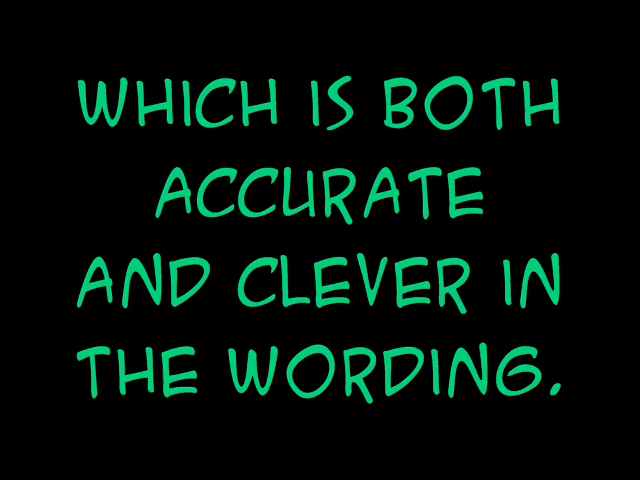 WHICH IS BOTH
ACCURATE
AND CLEVER IN
THE WORDING.